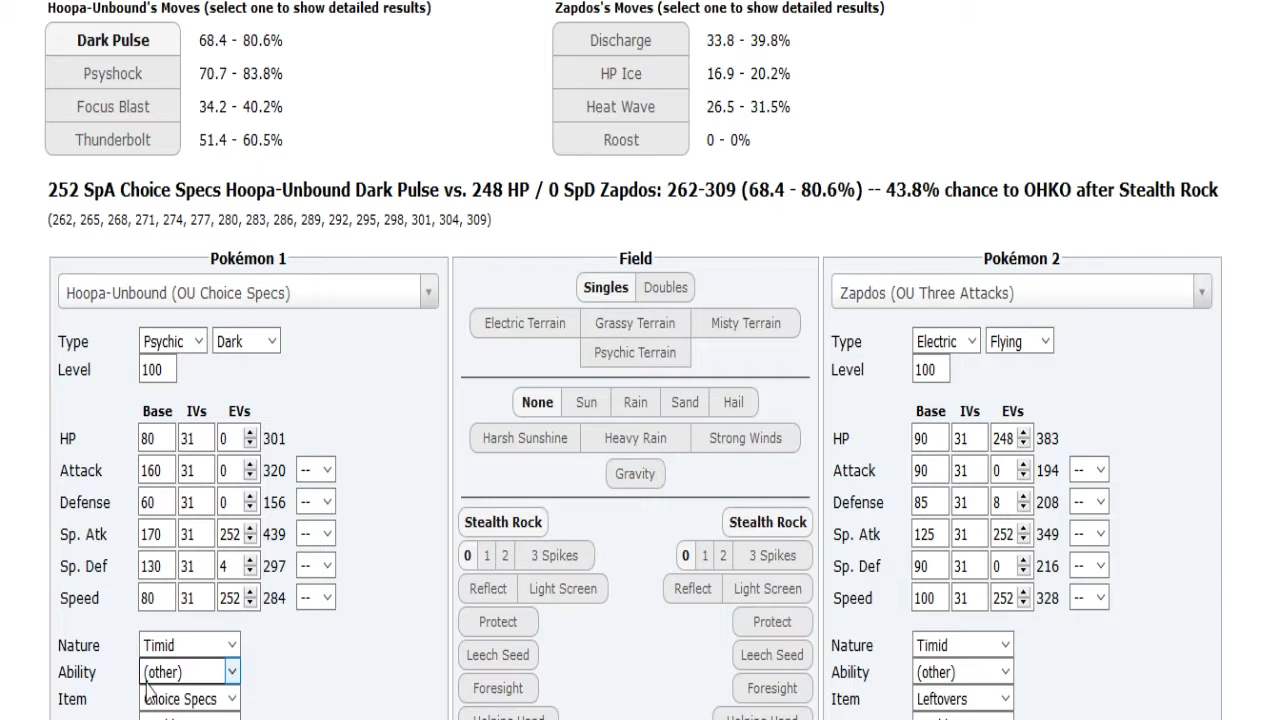 Hoopa-Unbound's Moves (select one to show detailed results) Zapdos's Moves (select one to show detailed results)
Dark Pulse 68.4 - 80.6% Discharge 33.8 - 39.8%
Psyshock 70.7 - 83.8% HP Ice 16.9 - 20.2%
Focus Blast 34.2 - 40.2% Heat Wave 26.5 - 31.5%
Thunderbolt 51.4 - 60.5% Roost 0 - 0%
252 SpA Choice Specs Hoopa-Unbound Dark Pulse vs. 248 HP / 0 SpD Zapdos: 262-309 (68.4 - 80.6%) -- 43.8% chance to OHKO after Stealth Rock
(262, 265, 268, 271, 274, 277, 280, 283, 286, 289, 292, 295, 298, 301, 304, 309)
Pokémon 1
Hoopa-Unbound (OU Choice Specs)
Type Psychic Dark
Level 100
Base IVs EVs
HP 80 31 0 301
Attack 160 31 0 320 --
Defense 60 31 0 156 --
Sp. Atk 170 31 252 439 --
Sp. Def 130 31 4 297 --
Speed 80 31 252 284 --
Nature Timid
Ability (other)
Item Choice Specs
Field
Singles Doubles
Electric Terrain Grassy Terrain Misty Terrain
Psychic Terrain
None Sun Rain Sand Hail
Harsh Sunshine Heavy Rain Strong Winds
Gravity
Stealth Rock Stealth Rock
0 1 2 3 Spikes 0 1 2 3 Spikes
Reflect Light Screen Reflect Light Screen
Protect Protect
Leech Seed Leech Seed
Foresight Foresight
Helping Hand Helping Hand
Pokémon 2
Zapdos (OU Three Attacks)
Type Electric Flying
Level 100
Base IVs EVs
HP 90 31 248 383
Attack 90 31 0 194 --
Defense 85 31 8 208 --
Sp. Atk 125 31 252 349 --
Sp. Def 90 31 0 216 --
Speed 100 31 252 328 --
Nature Timid
Ability (other)
Item Leftovers